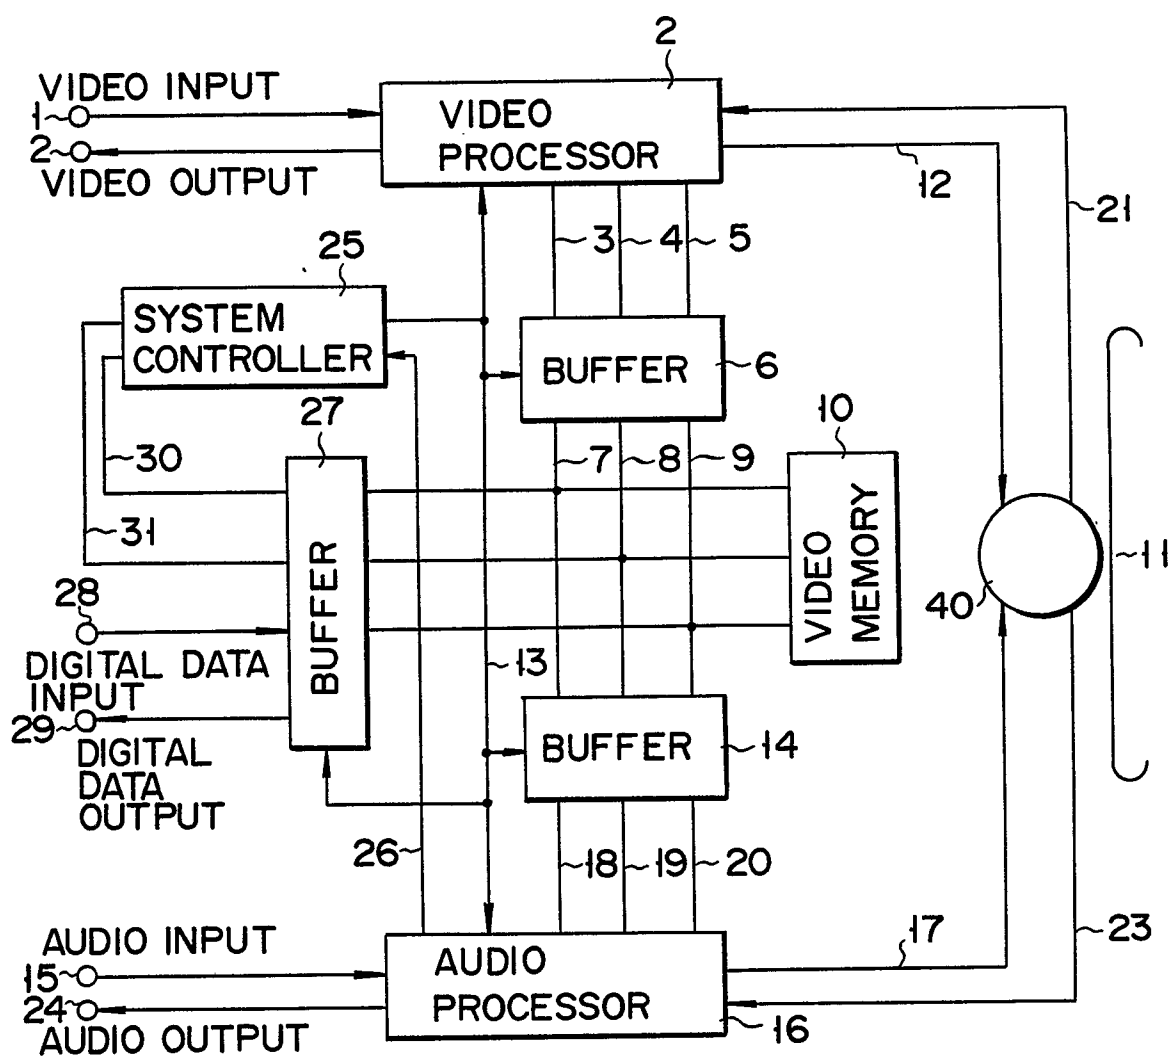 2
VIDEO INPUT
1
2
VIDEO OUTPUT
VIDEO
PROCESSOR
12
21
3
4
5
25
SYSTEM
CONTROLLER
BUFFER
6
27
10
30
7
8
9
31
BUFFER
VIDEO
MEMORY
40
11
28
DIGITAL DATA
INPUT
29
DIGITAL
DATA
OUTPUT
13
BUFFER
14
26
18
19
20
AUDIO INPUT
15
24
AUDIO OUTPUT
AUDIO
PROCESSOR
16
17
23